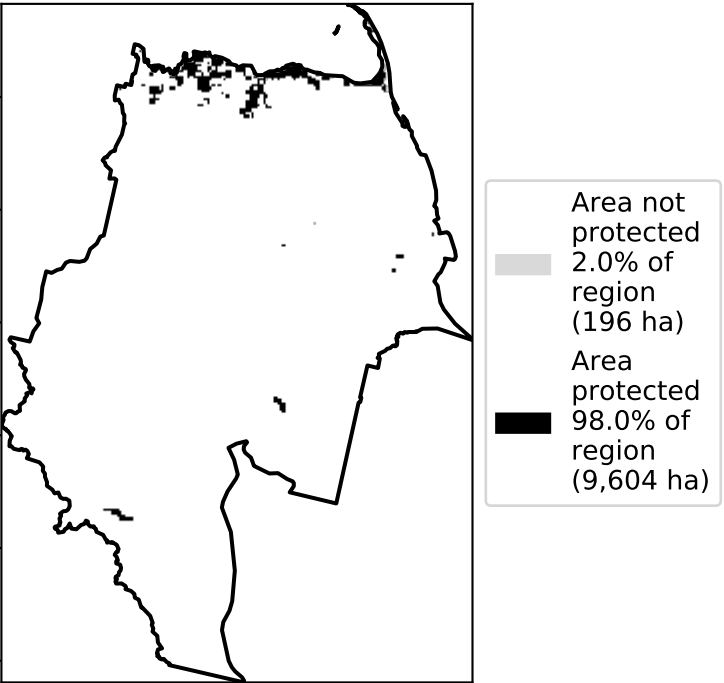 Area not
protected
2.0% of
region
(196 ha)
Area
protected
98.0% of
region
(9,604 ha)